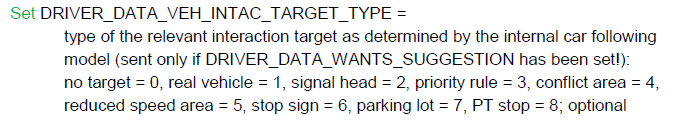 Set DRIVER_DATA_VEH_INTAC_TARGET_TYPE =
type of the relevant interaction target as determined by the internal car following
model (sent only if DRIVER_DATA_WANTS_SUGGESTION has been set!):
no target = 0, real vehicle = 1, signal head = 2, priority rule = 3, conflict area = 4,
reduced speed area = 5, stop sign = 6, parking lot = 7, PT stop = 8; optional